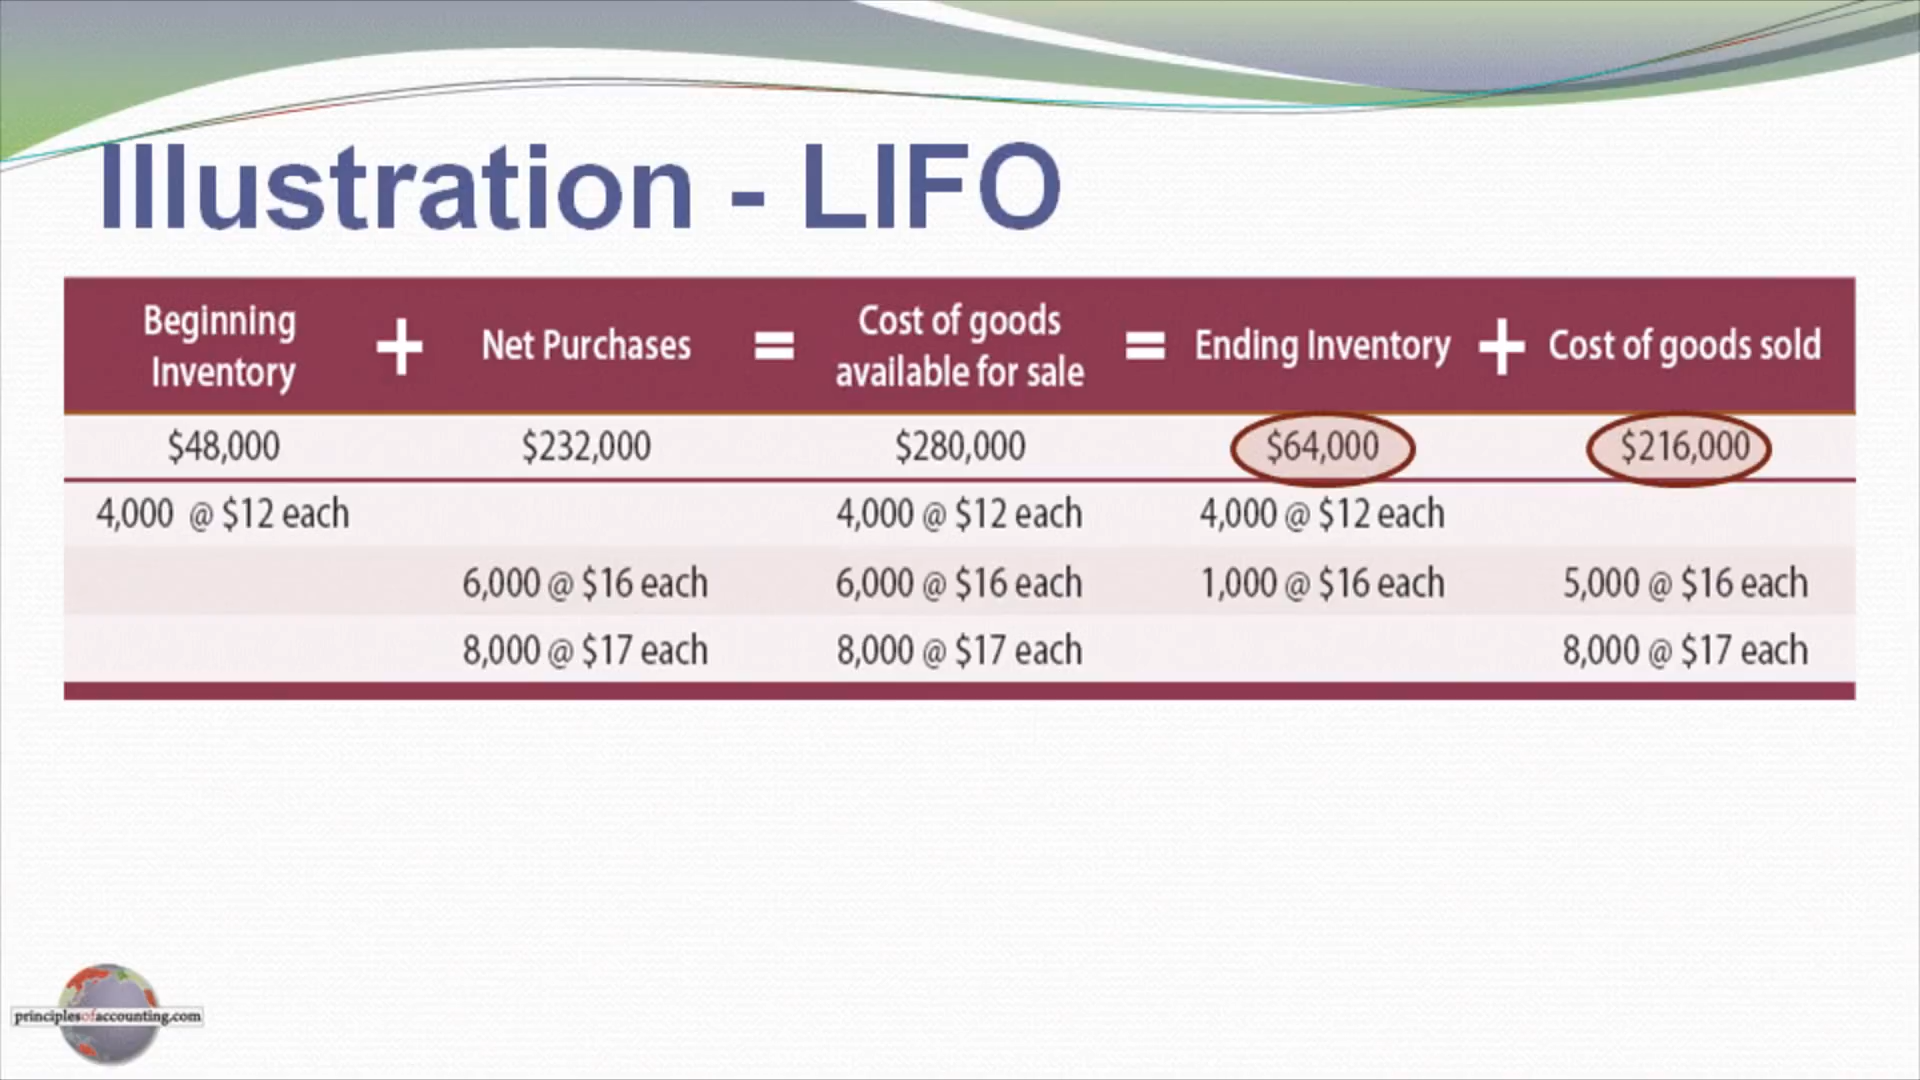 Illustration - LIFO
Beginning Inventory + Net Purchases = Cost of goods available for sale = Ending Inventory + Cost of goods sold
$48,000 $232,000 $280,000 $64,000 $216,000
4,000 @ $12 each 4,000 @ $12 each 4,000 @ $12 each
6,000 @ $16 each 6,000 @ $16 each 1,000 @ $16 each 5,000 @ $16 each
8,000 @ $17 each 8,000 @ $17 each 8,000 @ $17 each
principlesofaccounting.com